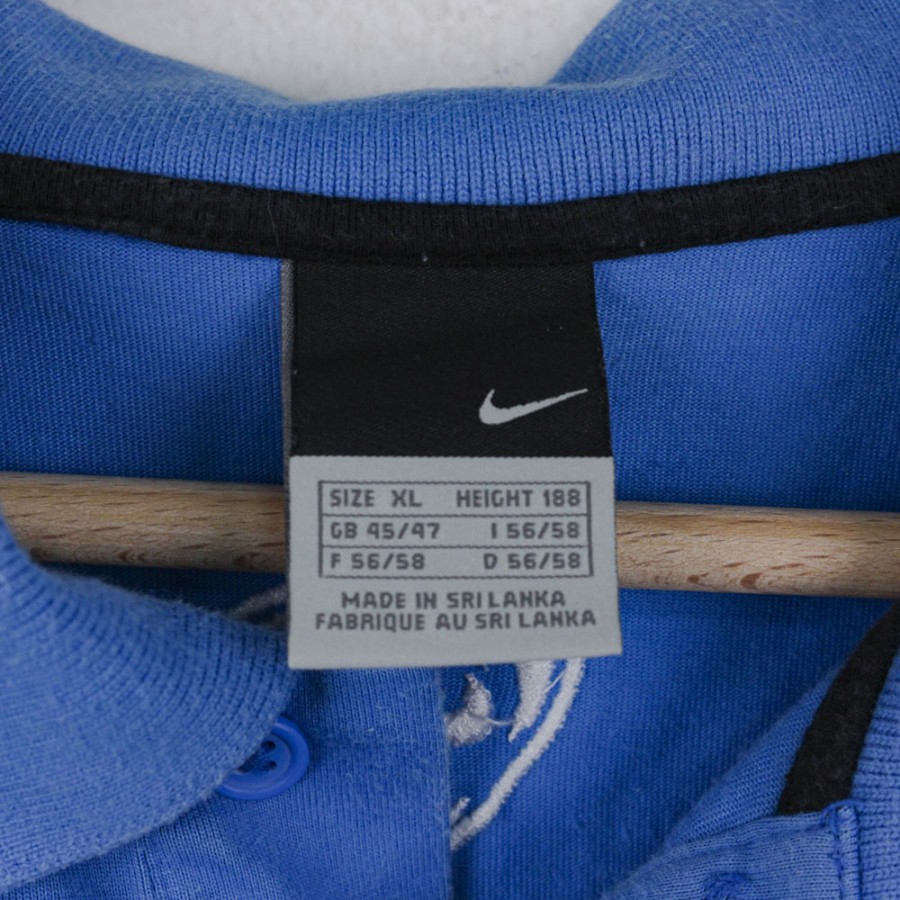 SIZE XL HEIGHT 188
GB 45/47 I 56/58
F 56/58 D 56/58
MADE IN SRI LANKA
FABRIQUE AU SRI LANKA